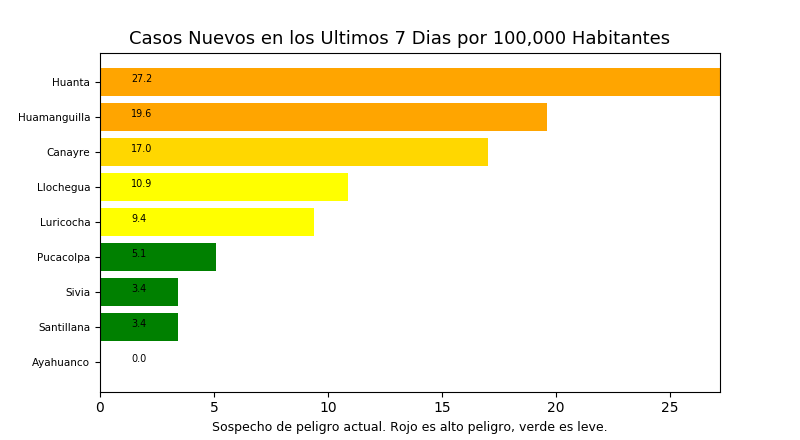 Casos Nuevos en los Ultimos 7 Dias por 100,000 Habitantes
Huanta 27.2
Huamanguilla 19.6
Canayre 17.0
Llochegua 10.9
Luricocha 9.4
Pucacolpa 5.1
Sivia 3.4
Santillana 3.4
Ayahuanco 0.0
0 5 10 15 20 25
Sospecho de peligro actual. Rojo es alto peligro, verde es leve.